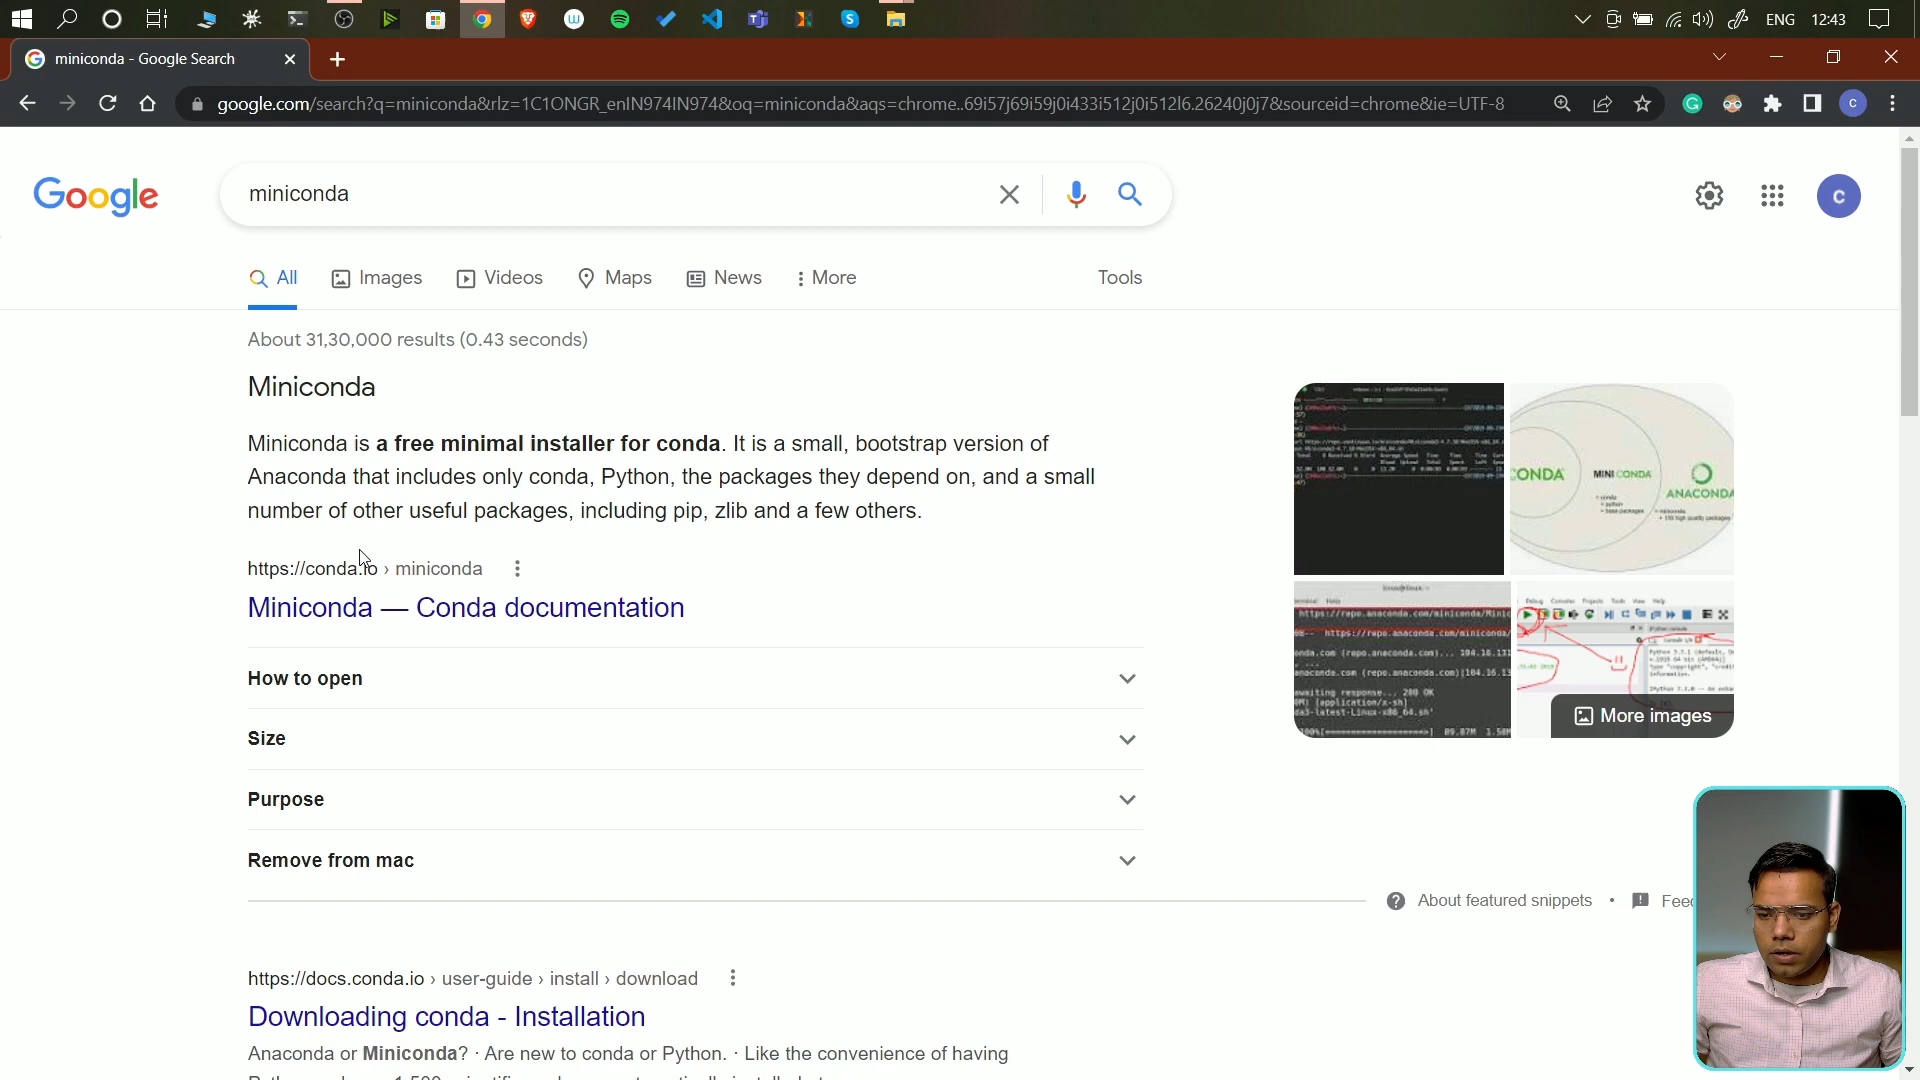 ENG 12:43
miniconda - Google Search
google.com/search?q=miniconda&rlz=1C1ONGR_enIN974IN974&oq=miniconda&aqs=chrome..69i57j69i59j0i433i512j0i512l6.26240j0j7&sourceid=chrome&ie=UTF-8
Google
miniconda
All Images Videos Maps News More Tools
About 31,30,000 results (0.43 seconds)
Miniconda
Miniconda is a free minimal installer for conda. It is a small, bootstrap version of
Anaconda that includes only conda, Python, the packages they depend on, and a small
number of other useful packages, including pip, zlib and a few others.
https://conda.io › miniconda
Miniconda — Conda documentation
How to open
Size
Purpose
Remove from mac
CONDA
MINI CONDA
ANACONDA
More images
About featured snippets •
https://docs.conda.io › user-guide › install › download
Downloading conda - Installation
Anaconda or Miniconda? · Are new to conda or Python. · Like the convenience of having